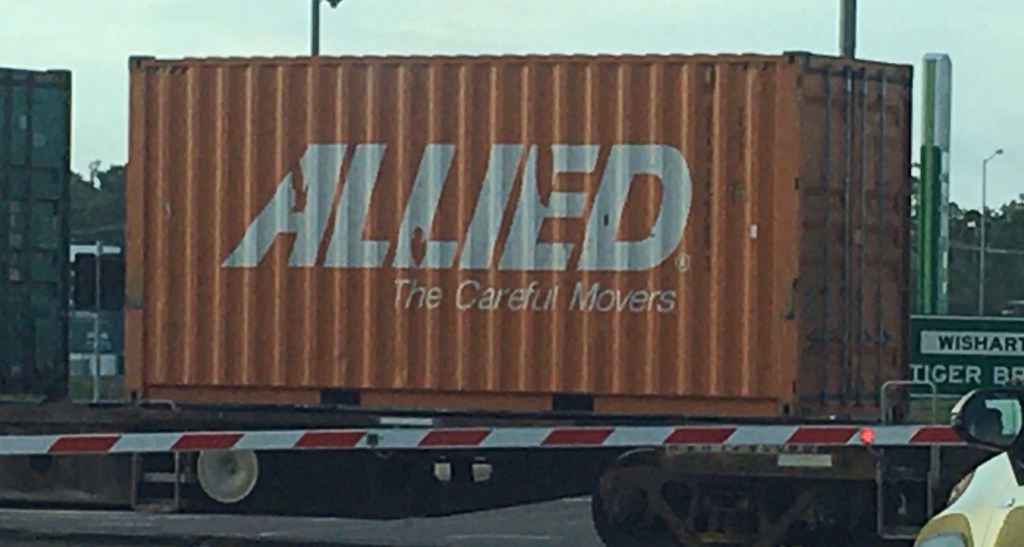 ALLIED®
The Careful Movers
WISHART
TIGER BR